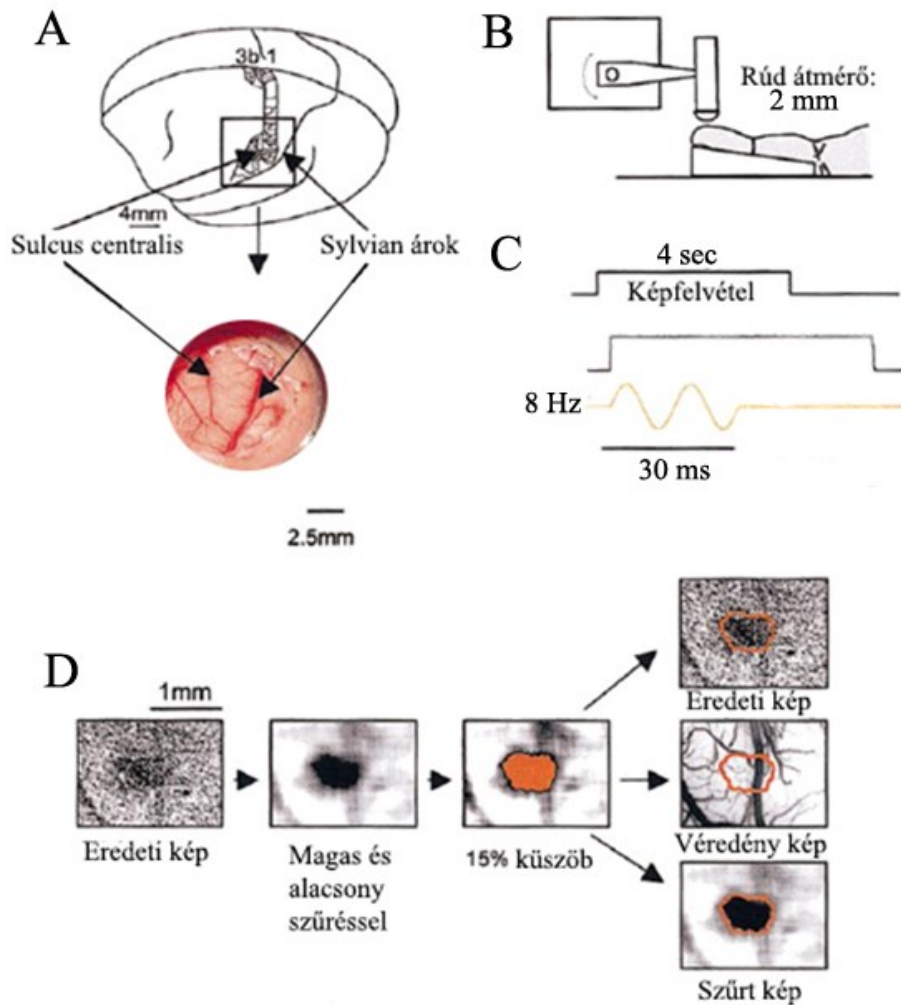 A
3b 1
4mm
Sulcus centralis
Sylvian árok
2.5mm
B
Rúd átmérő:
2 mm
C
4 sec
Képfelvétel
8 Hz
30 ms
D
1mm
Eredeti kép
Magas és
alacsony
szűréssel
15% küszöb
Eredeti kép
Véredény kép
Szűrt kép